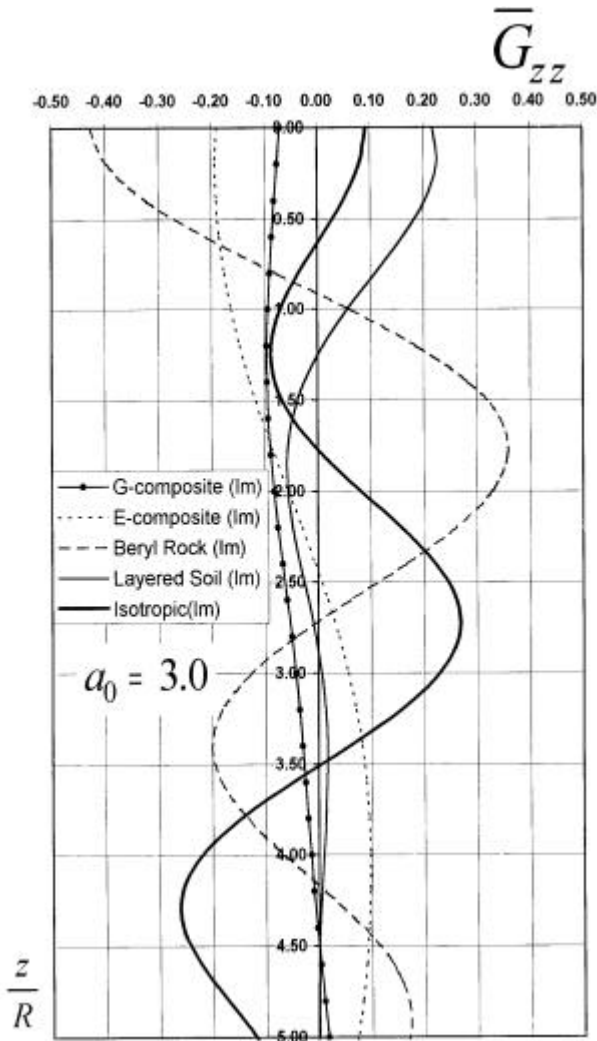 G̅zz
-0.50 -0.40 -0.30 -0.20 -0.10 0.00 0.10 0.20 0.30 0.40 0.50
0.00
0.50
1.00
1.50
2.00
2.50
3.00
3.50
4.00
4.50
5.00
G-composite (Im)
E-composite (Im)
Beryl Rock (Im)
Layered Soil (Im)
Isotropic(Im)
a₀ = 3.0
z
R